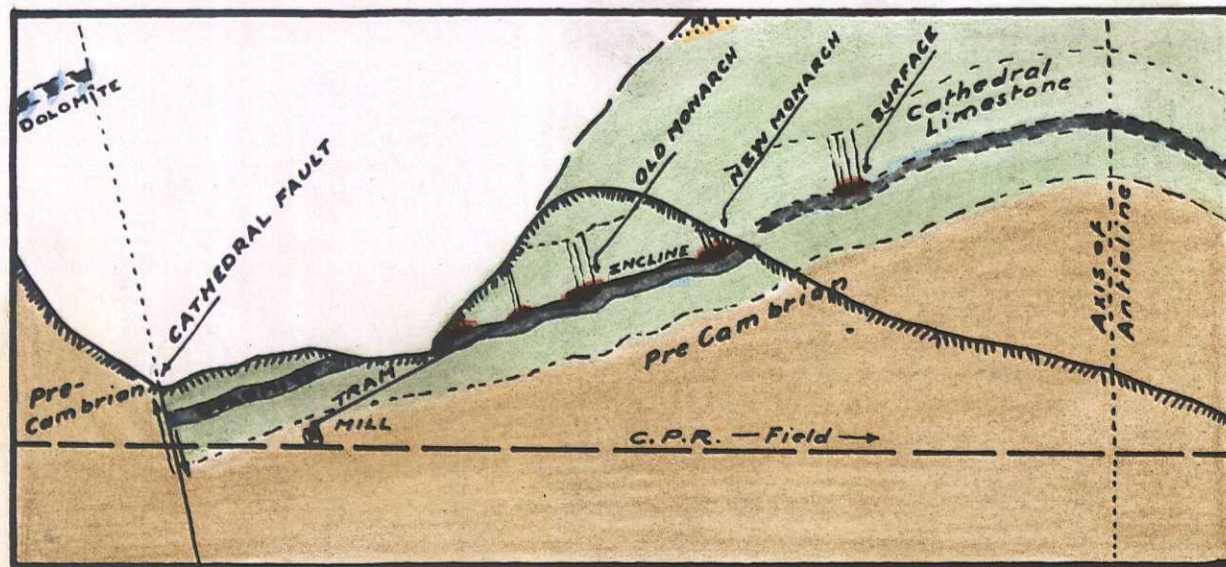 DOLOMITE
CATHEDRAL FAULT
OLD MONARCH
NEW MONARCH
SURFACE
Cathedral
Limestone
INCLINE
Axis of
Anticline
Pre-
Cambrian
TRAM
MILL
Pre Cambrian
C.P.R. — Field →